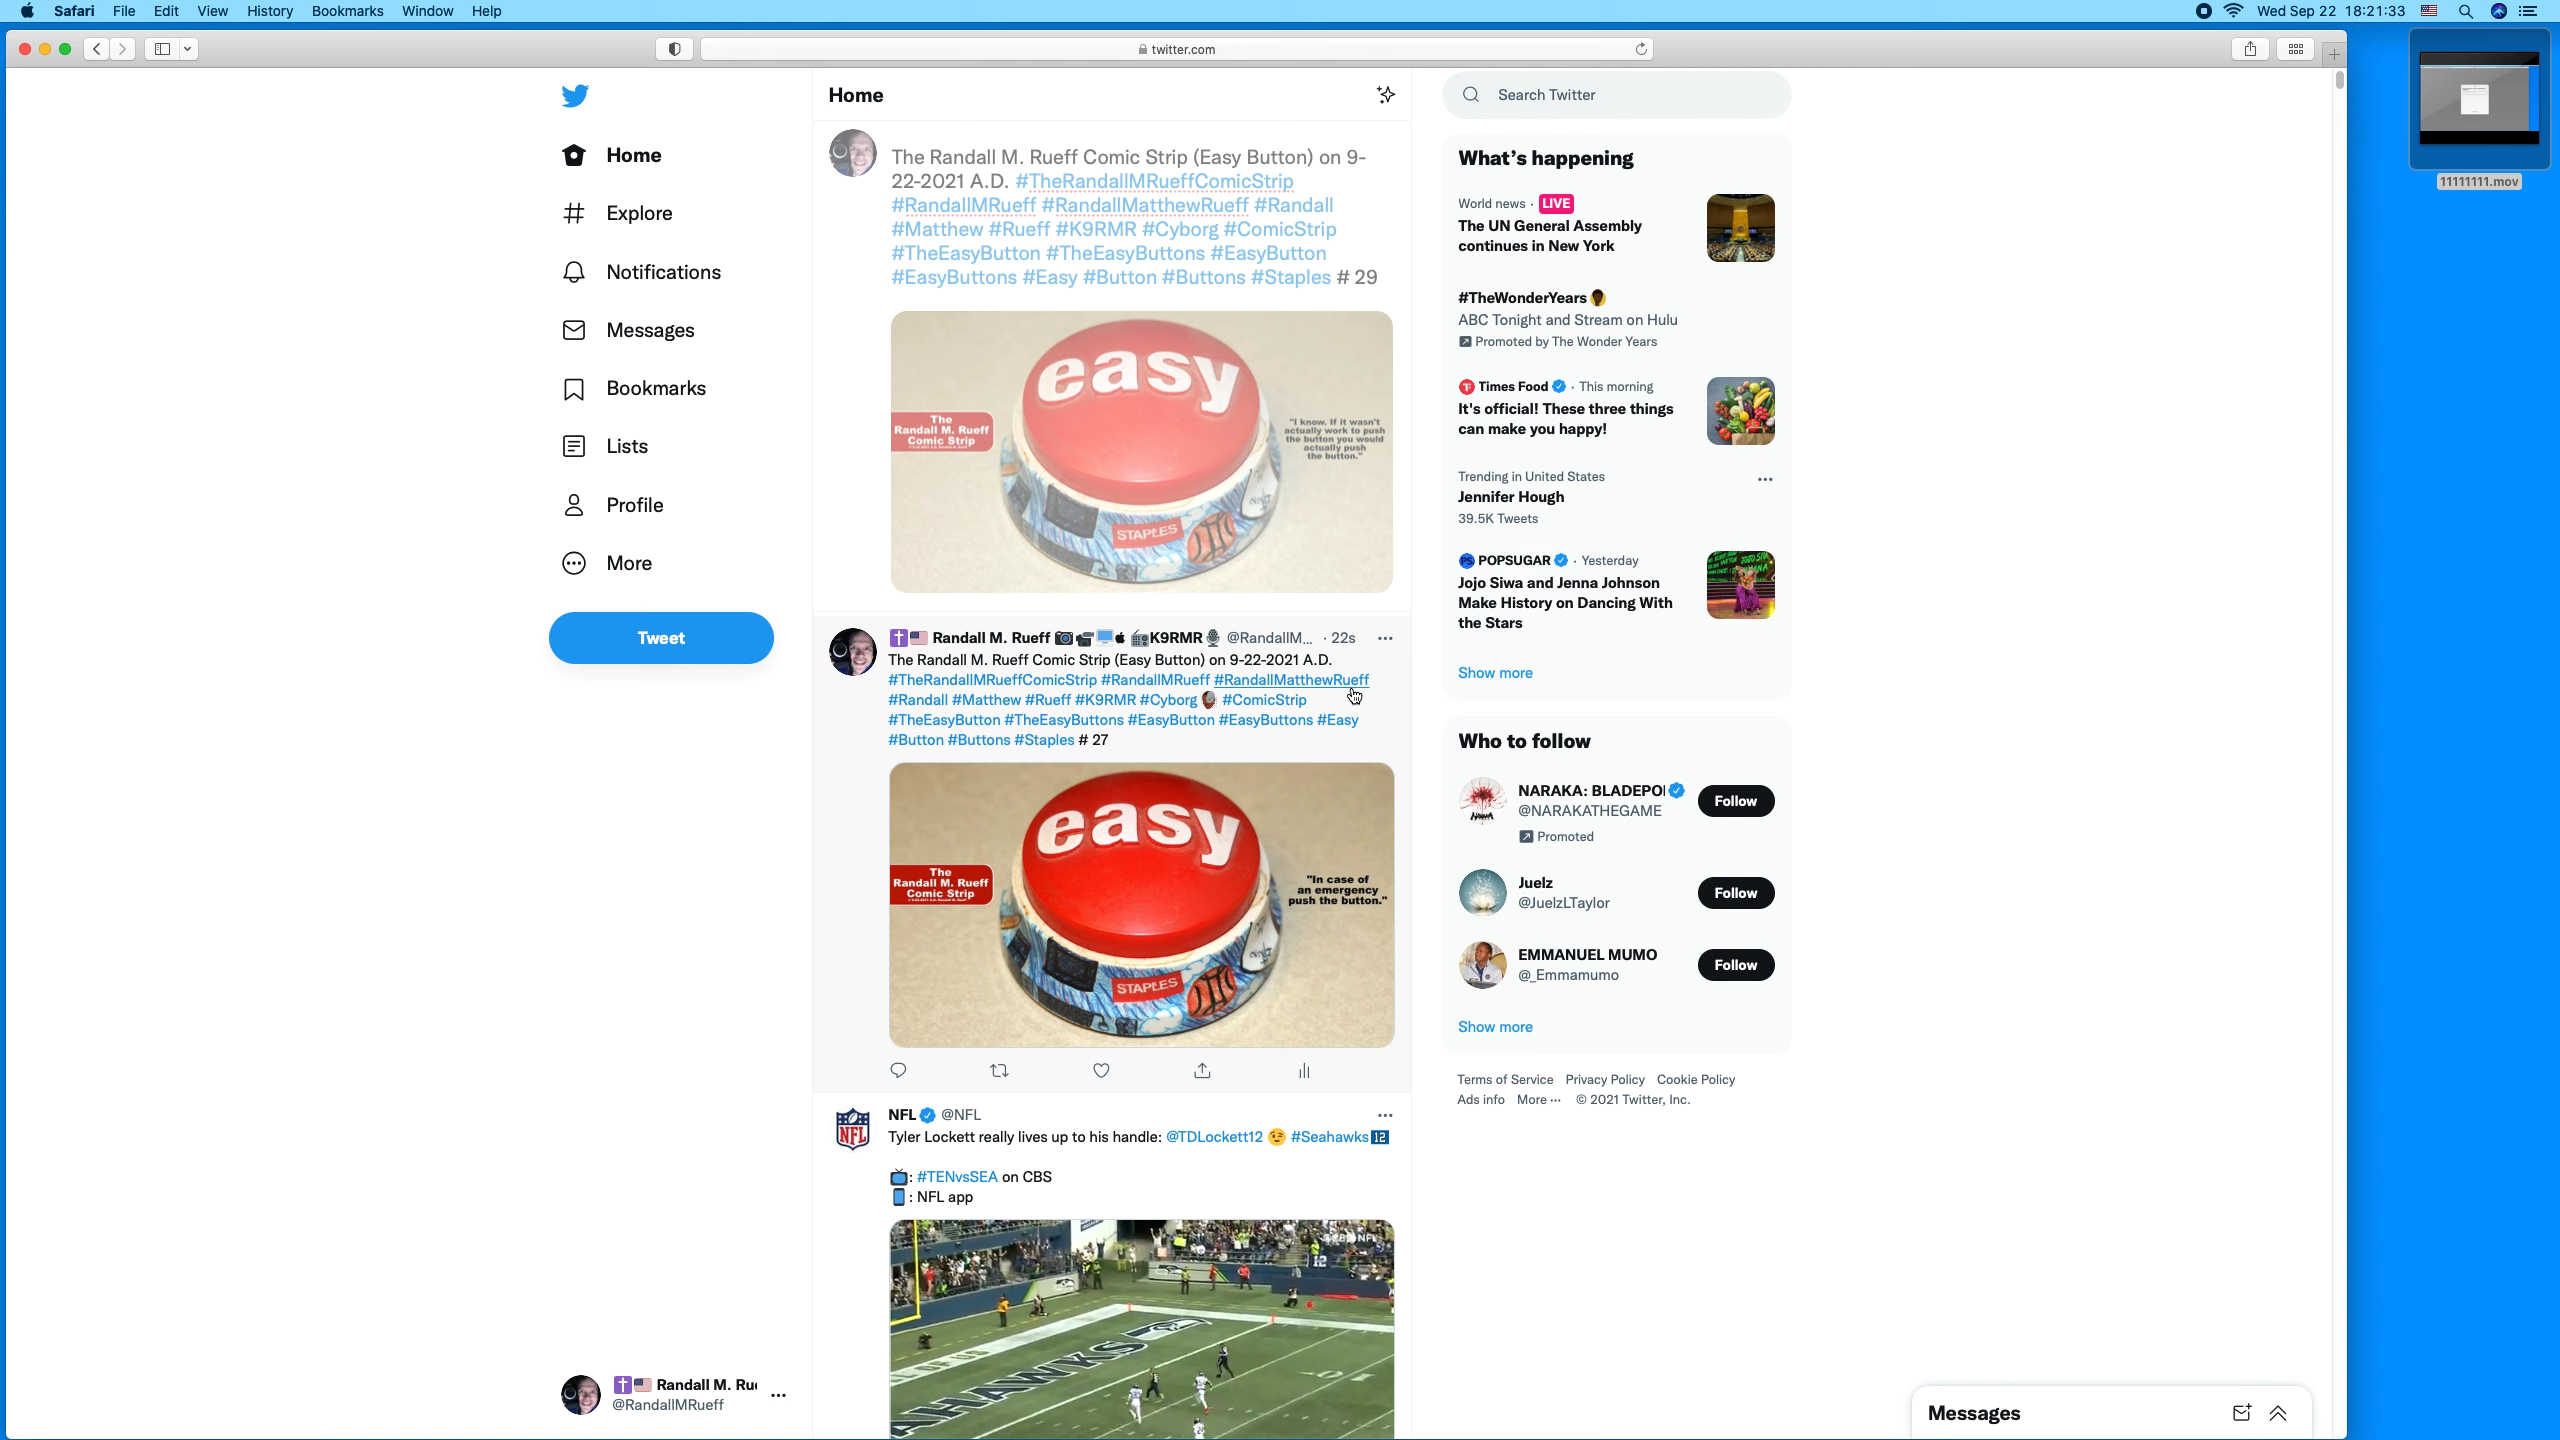 Safari File Edit View History Bookmarks Window Help
Wed Sep 22 18:21:33
twitter.com
11111111.mov
Home
Explore
Notifications
Messages
Bookmarks
Lists
Profile
More
Tweet
Randall M. Rue
@RandallMRueff
Home
The Randall M. Rueff Comic Strip (Easy Button) on 9-
22-2021 A.D. #TheRandallMRueffComicStrip
#RandallMRueff #RandallMatthewRueff #Randall
#Matthew #Rueff #K9RMR #Cyborg #ComicStrip
#TheEasyButton #TheEasyButtons #EasyButton
#EasyButtons #Easy #Button #Buttons #Staples # 29
easy
The
Randall M. Rueff
Comic Strip
"I know. If it wasn't
actually work to push
the button you would
actually push
the button."
STAPLES
Randall M. Rueff K9RMR @RandallM... · 22s
The Randall M. Rueff Comic Strip (Easy Button) on 9-22-2021 A.D.
#TheRandallMRueffComicStrip #RandallMRueff #RandallMatthewRueff
#Randall #Matthew #Rueff #K9RMR #Cyborg #ComicStrip
#TheEasyButton #TheEasyButtons #EasyButton #EasyButtons #Easy
#Button #Buttons #Staples # 27
easy
The
Randall M. Rueff
Comic Strip
"In case of
an emergency
push the button."
STAPLES
NFL @NFL
Tyler Lockett really lives up to his handle: @TDLockett12 #Seahawks 12
: #TENvsSEA on CBS
: NFL app
12
AHAWKS
Search Twitter
What's happening
World news · LIVE
The UN General Assembly
continues in New York
#TheWonderYears
ABC Tonight and Stream on Hulu
Promoted by The Wonder Years
Times Food · This morning
It's official! These three things
can make you happy!
Trending in United States
Jennifer Hough
39.5K Tweets
POPSUGAR · Yesterday
Jojo Siwa and Jenna Johnson
Make History on Dancing With
the Stars
Show more
Who to follow
NARAKA: BLADEPOI
@NARAKATHEGAME
Promoted
Follow
Juelz
@JuelzLTaylor
Follow
EMMANUEL MUMO
@_Emmamumo
Follow
Show more
Terms of Service Privacy Policy Cookie Policy
Ads info More ··· © 2021 Twitter, Inc.
Messages